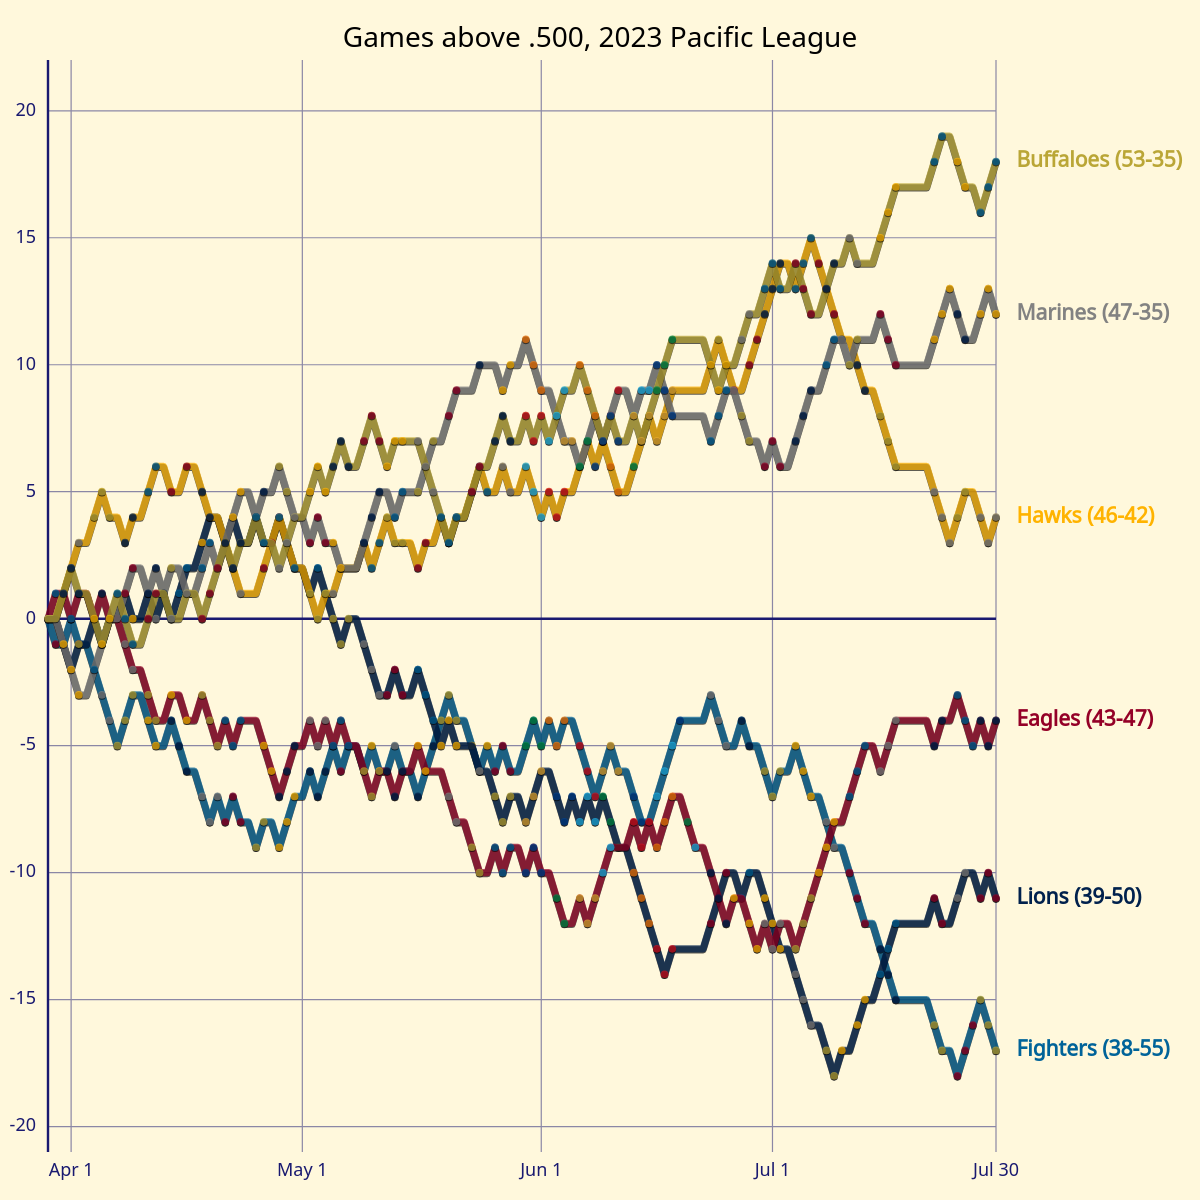 Games above .500, 2023 Pacific League
20
15
10
5
0
-5
-10
-15
-20
Buffaloes (53-35)
Marines (47-35)
Hawks (46-42)
Eagles (43-47)
Lions (39-50)
Fighters (38-55)
Apr 1
May 1
Jun 1
Jul 1
Jul 30